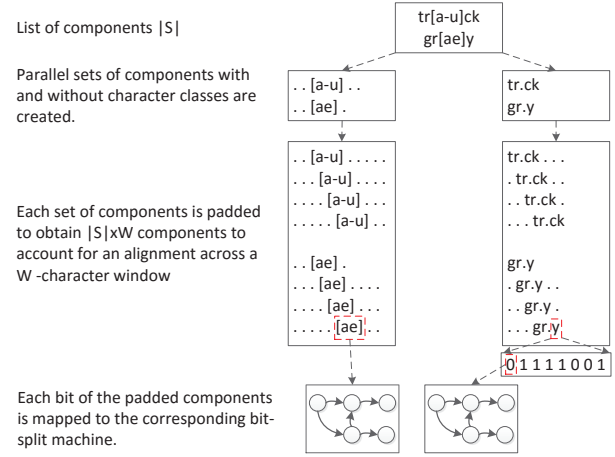 List of components |S|
tr[a-u]ck
gr[ae]y
Parallel sets of components with
and without character classes are
created.
. . [a-u] . .
. . [ae] .
tr.ck
gr.y
Each set of components is padded
to obtain |S|xW components to
account for an alignment across a
W -character window
. . [a-u] . . . . .
. . . [a-u] . . . .
. . . . [a-u] . . .
. . . . . [a-u] . .
. . [ae] .
. . . [ae] . . . .
. . . . [ae] . . .
. . . . . [ae] . .
tr.ck . . .
. tr.ck . .
. . tr.ck .
. . . tr.ck
gr.y
. gr.y . .
. . gr.y .
. . . gr.y
0 1 1 1 1 0 0 1
Each bit of the padded components
is mapped to the corresponding bit-
split machine.